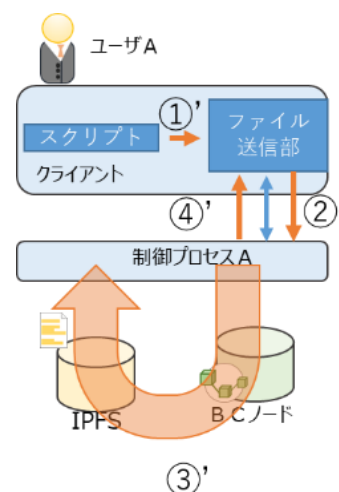 ユーザA
①’
スクリプト
ファイル
送信部
クライアント
④’
②
制御プロセスA
IPFS
BCノード
③’